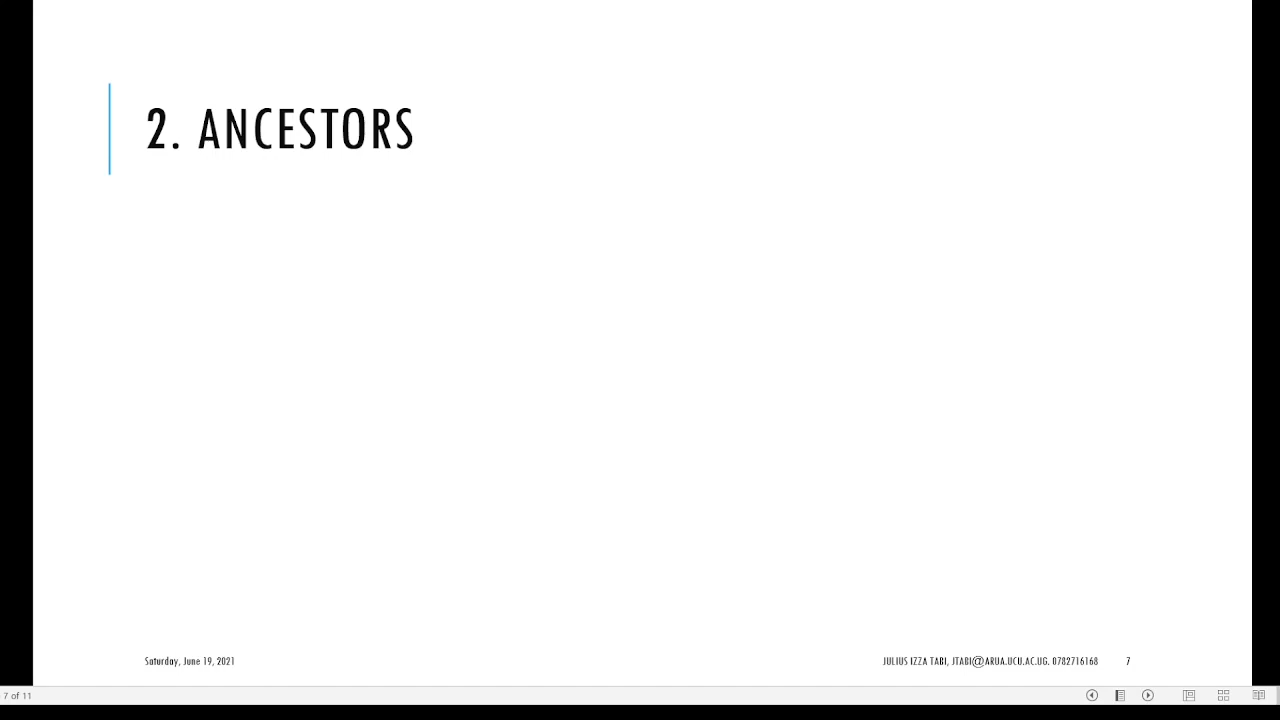 2. ANCESTORS
Saturday, June 19, 2021
JULIUS IZZA TABI, JTABI@ARUA.UCU.AC.UG. 0782716168
7
7 of 11